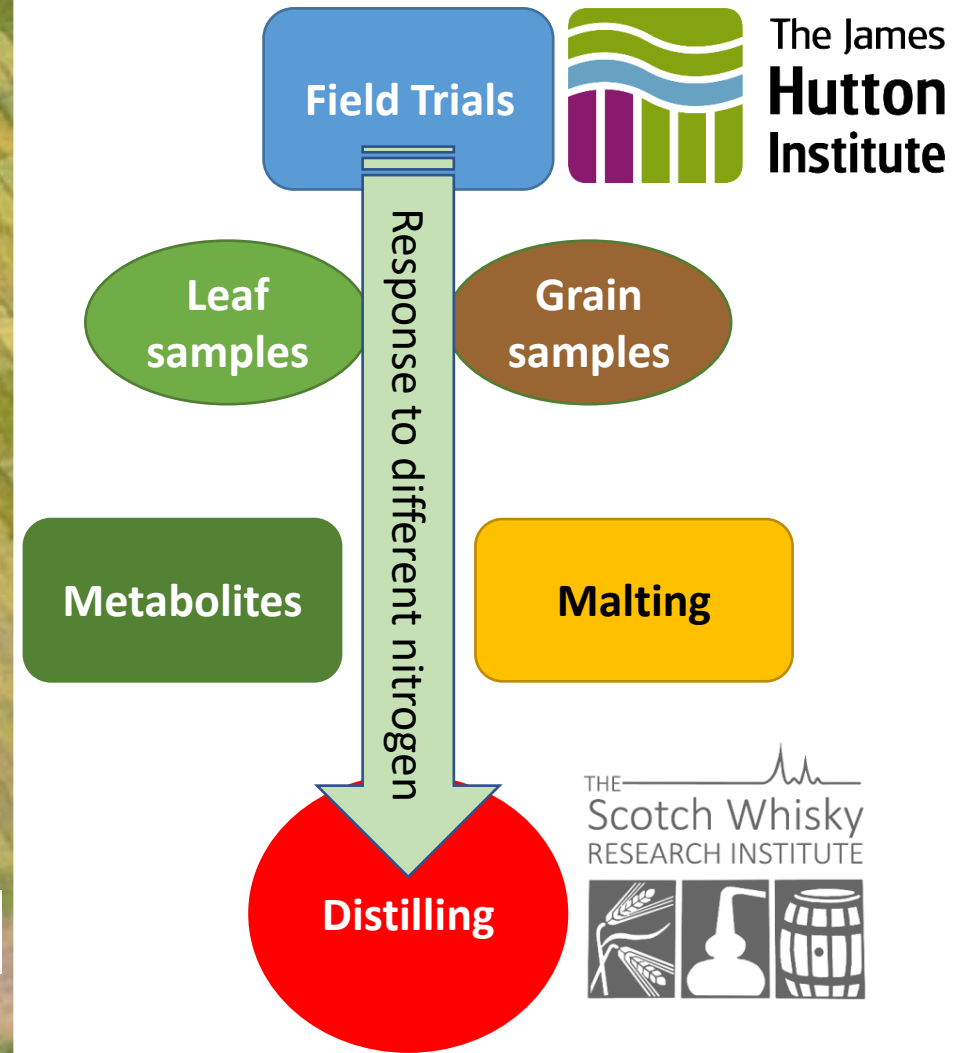 Field Trials
The James
Hutton
Institute
Leaf
samples
Grain
samples
Response to different nitrogen
Metabolites
Malting
THE
Scotch Whisky
RESEARCH INSTITUTE
Distilling